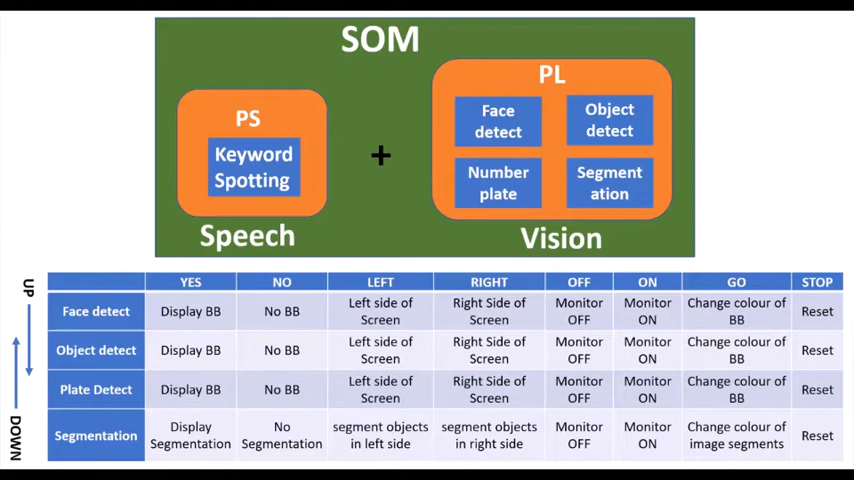 SOM
PS
Keyword
Spotting
Speech
+
PL
Face
detect
Object
detect
Number
plate
Segment
ation
Vision
UP
DOWN
YES NO LEFT RIGHT OFF ON GO STOP
Face detect Display BB No BB Left side of Screen Right Side of Screen Monitor OFF Monitor ON Change colour of BB Reset
Object detect Display BB No BB Left side of Screen Right Side of Screen Monitor OFF Monitor ON Change colour of BB Reset
Plate Detect Display BB No BB Left side of Screen Right Side of Screen Monitor OFF Monitor ON Change colour of BB Reset
Segmentation Display Segmentation No Segmentation segment objects in left side segment objects in right side Monitor OFF Monitor ON Change colour of image segments Reset